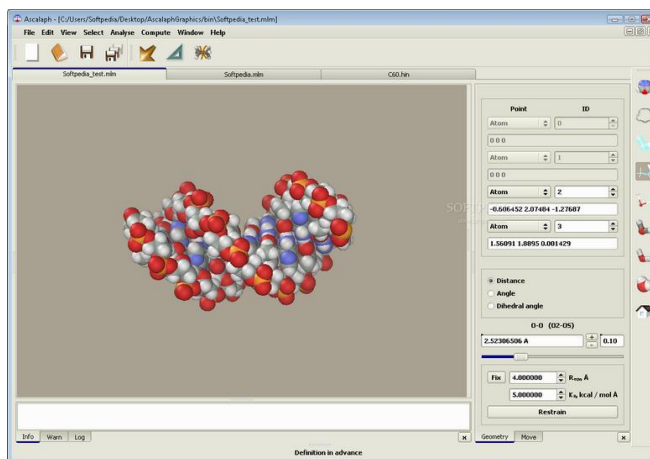 Ascalaph - [C:/Users/Softpedia/Desktop/AscalaphGraphics/bin\Softpedia_test.mlm]
File Edit View Select Analyse Compute Window Help
Softpedia_test.mlm Softpedia.mlm C60.hin
Point ID
Atom 0
0 0 0
Atom 1
0 0 0
Atom 2
-0.606452 2.07484 -1.27687
Atom 3
1.56091 1.8895 0.001429
Distance
Angle
Dihedral angle
O-O (O2-O5)
2.52306506 A + - 0.10
Fix 4.000000 Rmax, A
5.000000 K, kcal / mol A
Restrain
Info Warn Log
Geometry Move
Definition in advance